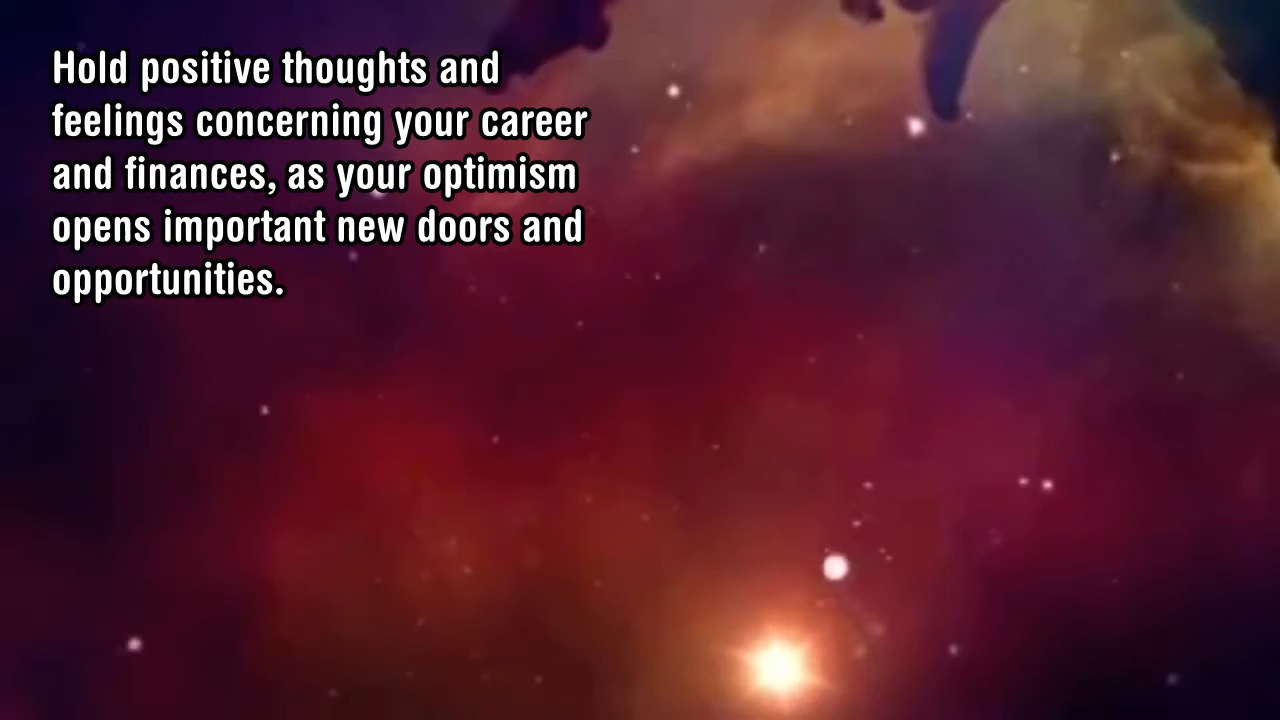 Hold positive thoughts and
feelings concerning your career
and finances, as your optimism
opens important new doors and
opportunities.